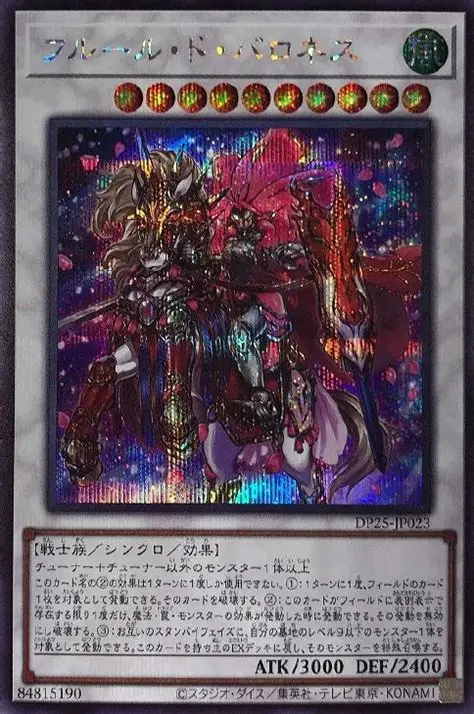 フルール・ド・バロネス
風
DP25-JP023
【戦士族／シンクロ／効果】
チューナー＋チューナー以外のモンスター1体以上
このカード名の②の効果は1ターンに1度しか使用できない。①：1ターンに1度、フィールドのカード
1枚を対象として発動できる。そのカードを破壊する。②：このカードがフィールドに表側表示で
存在する限り1度だけ、魔法・罠・モンスターの効果が発動した時に発動できる。その発動を無効
にし破壊する。③：お互いのスタンバイフェイズに、自分の墓地のレベル9以下のモンスター1体を
対象として発動できる。このカードを持ち主のEXデッキに戻し、そのモンスターを特殊召喚する。
ATK/3000 DEF/2400
84815190 ©スタジオ・ダイス／集英社・テレビ東京・KONAMI